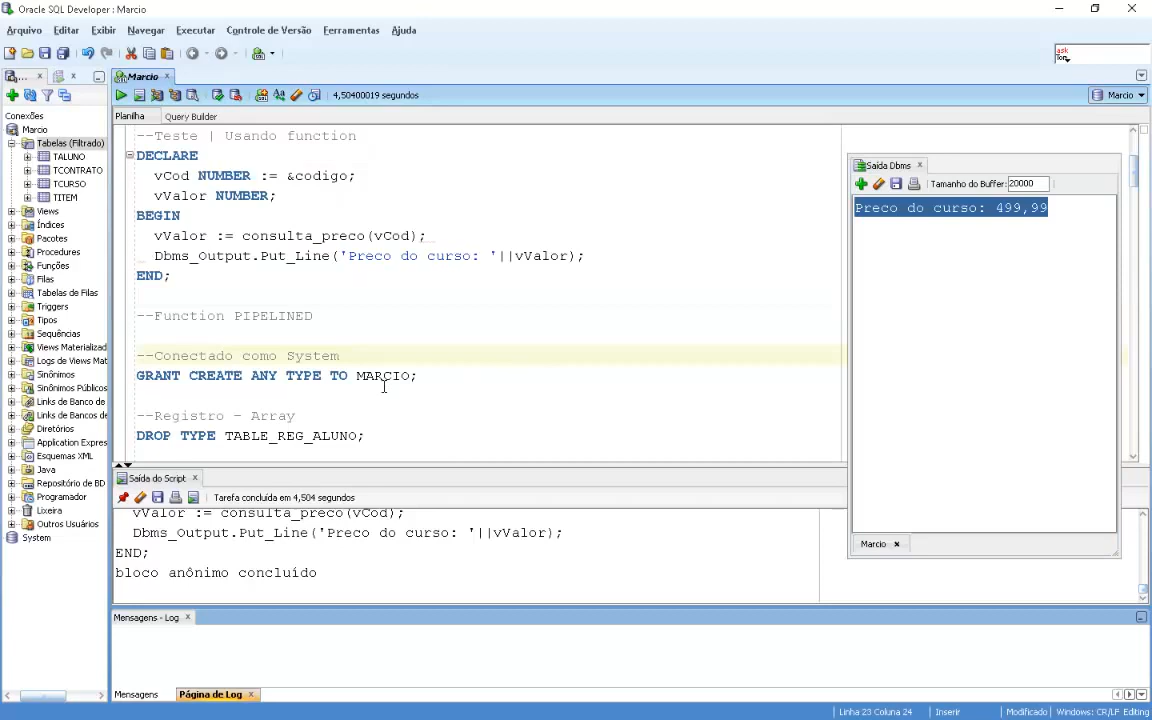 Oracle SQL Developer : Marcio
Arquivo Editar Exibir Navegar Executar Controle de Versão Ferramentas Ajuda
ask
Tom
Marcio
4,50400019 segundos
Marcio
Planilha Query Builder
Conexões
Marcio
Tabelas (Filtrado)
TALUNO
TCONTRATO
TCURSO
TITEM
Views
Índices
Pacotes
Procedures
Funções
Filas
Tabelas de Filas
Triggers
Tipos
Sequências
Views Materializad
Logs de Views Mat
Sinônimos
Sinônimos Públicos
Links de Banco de
Links de Bancos de
Diretórios
Application Expres
Esquemas XML
Java
Repositório de BD
Programador
Lixeira
Outros Usuários
System
--Teste | Usando function
DECLARE
vCod NUMBER := &codigo;
vValor NUMBER;
BEGIN
vValor := consulta_preco(vCod);
Dbms_Output.Put_Line('Preco do curso: '||vValor);
END;
--Function PIPELINED
--Conectado como System
GRANT CREATE ANY TYPE TO MARCIO;
--Registro - Array
DROP TYPE TABLE_REG_ALUNO;
Saída Dbms
Tamanho do Buffer: 20000
Preco do curso: 499,99
Marcio
Saída do Script
Tarefa concluída em 4,504 segundos
vValor := consulta_preco(vCod);
Dbms_Output.Put_Line('Preco do curso: '||vValor);
END;
bloco anônimo concluído
Mensagens - Log
Mensagens Página de Log
Linha 23 Coluna 24 Inserir Modificado Windows: CR/LF Editing